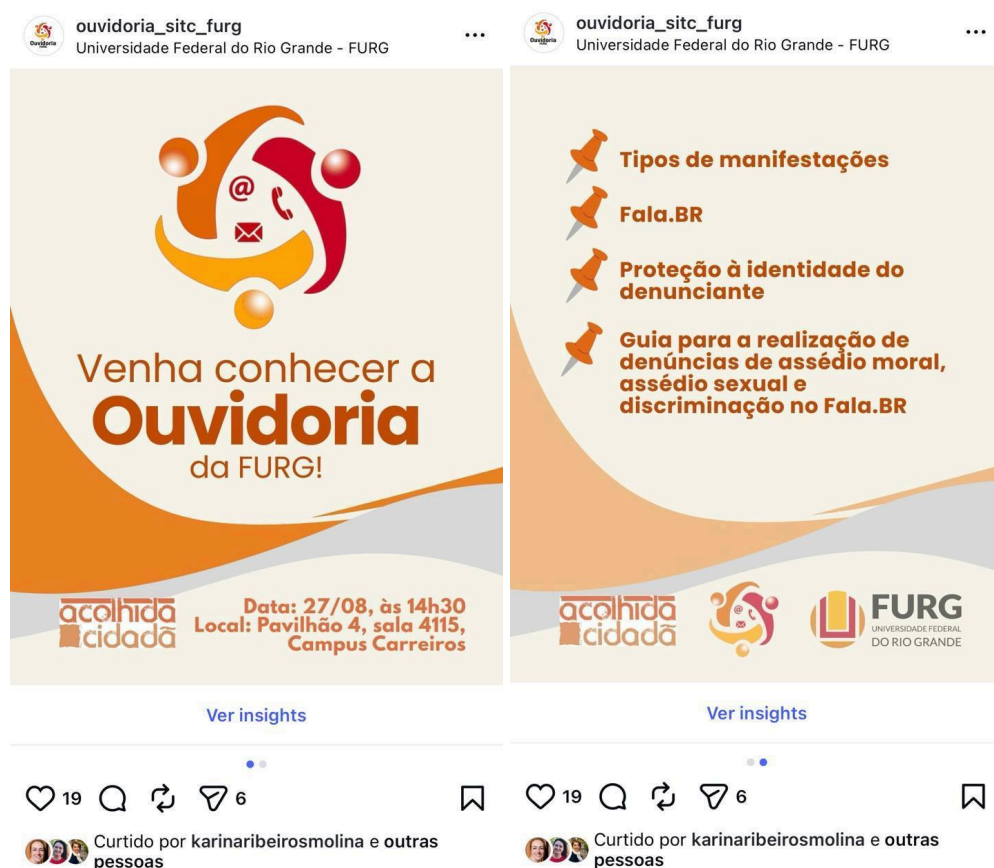 ouvidoria_sitc_furg
Universidade Federal do Rio Grande - FURG
Ouvidoria
@
Venha conhecer a
Ouvidoria
da FURG!
acolhida
cidadã
Data: 27/08, às 14h30
Local: Pavilhão 4, sala 4115,
Campus Carreiros
Ver insights
19
6
Curtido por karinaribeirosmolina e outras
pessoas
ouvidoria_sitc_furg
Universidade Federal do Rio Grande - FURG
Ouvidoria
Tipos de manifestações
Fala.BR
Proteção à identidade do
denunciante
Guia para a realização de
denúncias de assédio moral,
assédio sexual e
discriminação no Fala.BR
acolhida
cidadã
@
FURG
UNIVERSIDADE FEDERAL
DO RIO GRANDE
Ver insights
19
6
Curtido por karinaribeirosmolina e outras
pessoas